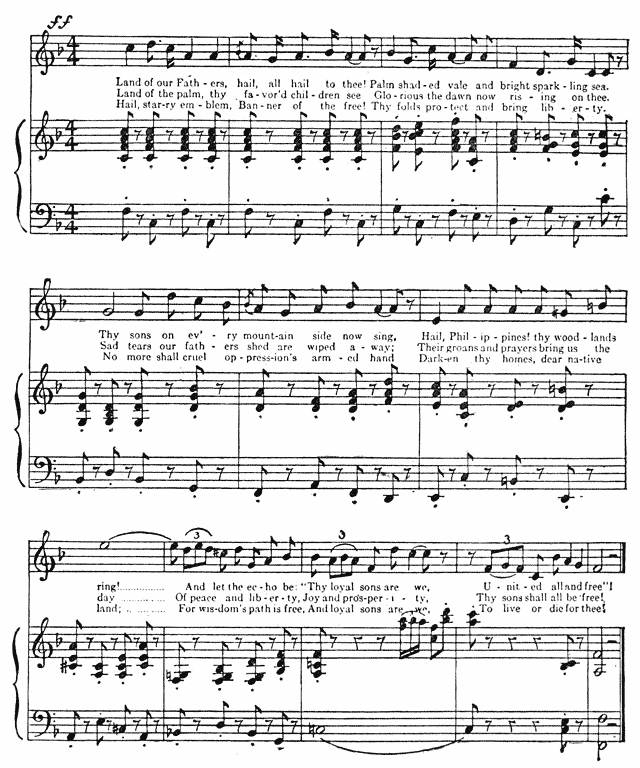 ff
Land of our Fath - ers, hail, all hail to thee! Palm shad - ed vale and bright spark - ling sea.
Land of the palm, thy fa - vor'd chil - dren see Glo - rious the dawn now ris - ing on thee.
Hail, star-ry em - blem, Ban - ner of the free! Thy folds pro - tect and bring lib - er - ty.
Thy sons on ev' - ry mount - ain side now sing, Hail, Phil - ip - pines! thy wood - lands
Sad tears our fath - ers shed are wiped a - way; Their groans and prayers bring us the
No more shall cruel op - press - ion's arm - ed hand Dark - en thy homes, dear na - tive
3 3 3
ring!............ And let the ech - o be: "Thy loyal sons are we, U - nit - ed all and free"!
day ............ Of peace and lib - er - ty, Joy and pros - per - i - ty, Thy sons shall all be free!
land; ............ For wis - dom's path is free, And loyal sons are we, To live or die for thee!